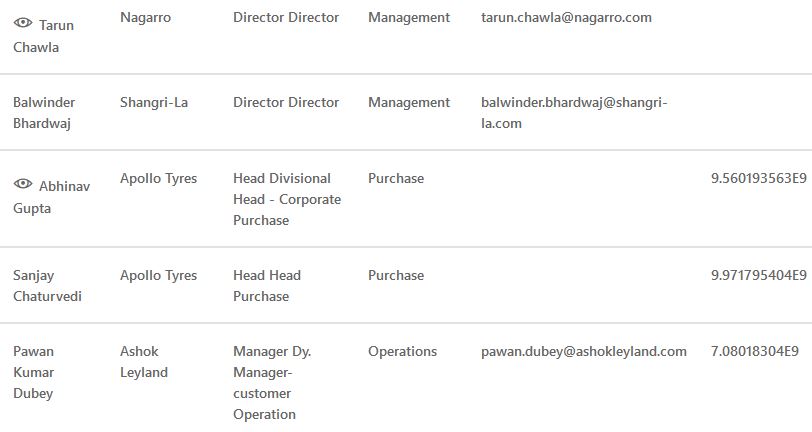 Tarun Chawla Nagarro Director Director Management tarun.chawla@nagarro.com
Balwinder Bhardwaj Shangri-La Director Director Management balwinder.bhardwaj@shangri-la.com
Abhinav Gupta Apollo Tyres Head Divisional Head - Corporate Purchase Purchase 9.560193563E9
Sanjay Chaturvedi Apollo Tyres Head Head Purchase Purchase 9.971795404E9
Pawan Kumar Dubey Ashok Leyland Manager Dy. Manager-customer Operation Operations pawan.dubey@ashokleyland.com 7.08018304E9